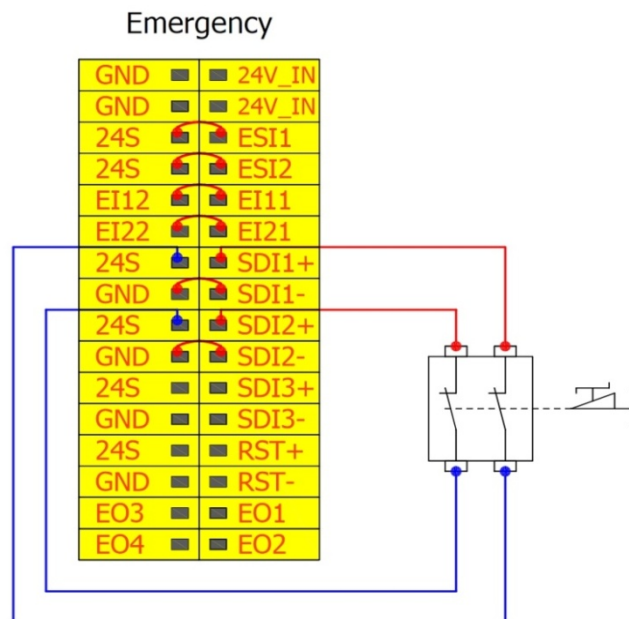 Emergency
GND 24V_IN
GND 24V_IN
24S ESI1
24S ESI2
EI12 EI11
EI22 EI21
24S SDI1+
GND SDI1-
24S SDI2+
GND SDI2-
24S SDI3+
GND SDI3-
24S RST+
GND RST-
EO3 EO1
EO4 EO2